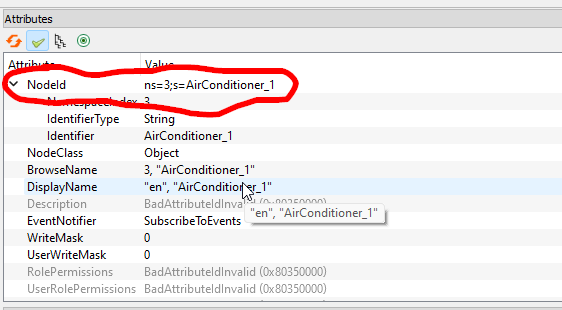 Attributes
Attribute Value
NodeId ns=3;s=AirConditioner_1
NamespaceIndex 3
IdentifierType String
Identifier AirConditioner_1
NodeClass Object
BrowseName 3, "AirConditioner_1"
DisplayName "en", "AirConditioner_1"
Description BadAttributeIdInvalid (0x80350000)
"en", "AirConditioner_1"
EventNotifier SubscribeToEvents
WriteMask 0
UserWriteMask 0
RolePermissions BadAttributeIdInvalid (0x80350000)
UserRolePermissions BadAttributeIdInvalid (0x80350000)